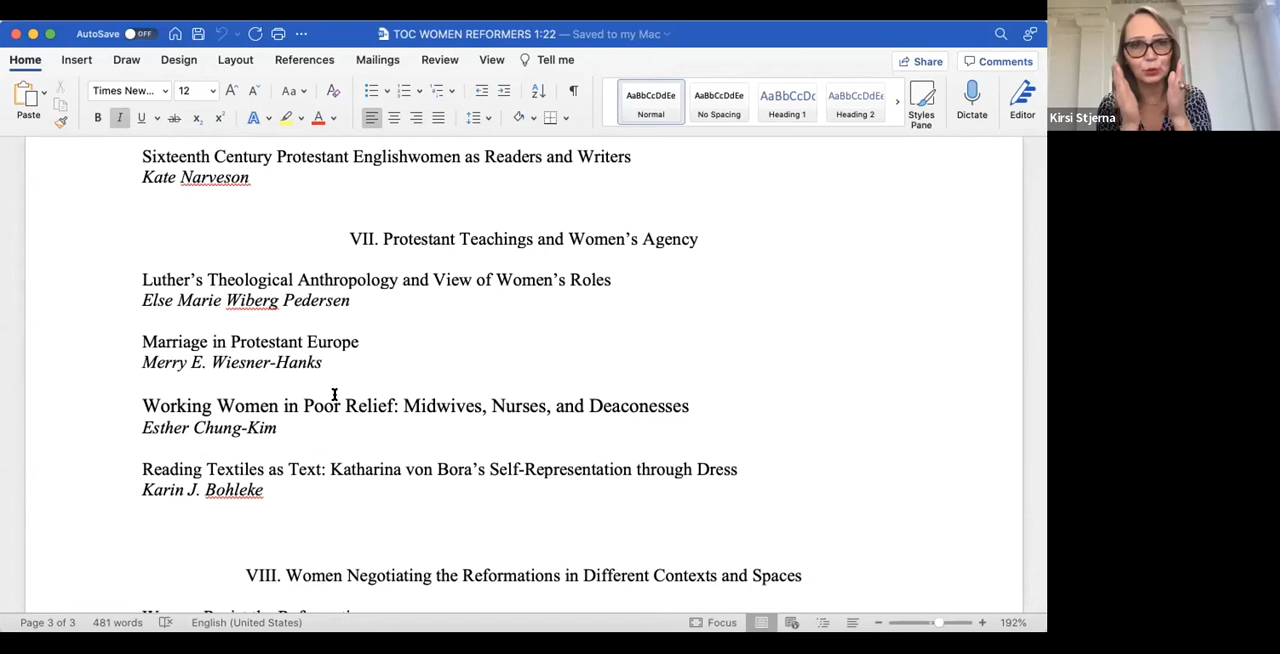 AutoSave OFF
TOC WOMEN REFORMERS 1:22 — Saved to my Mac
Home Insert Draw Design Layout References Mailings Review View Tell me Share Comments
Paste Times New... 12 A A Aa A
B I U ab x₂ x² A A
AaBbCcDdEe Normal AaBbCcDdEe No Spacing AaBbCcDc Heading 1 AaBbCcDdEe Heading 2 Styles Pane Dictate Editor
Kirsi Stjerna
Sixteenth Century Protestant Englishwomen as Readers and Writers
Kate Narveson
VII. Protestant Teachings and Women’s Agency
Luther’s Theological Anthropology and View of Women’s Roles
Else Marie Wiberg Pedersen
Marriage in Protestant Europe
Merry E. Wiesner-Hanks
Working Women in Poor Relief: Midwives, Nurses, and Deaconesses
Esther Chung-Kim
Reading Textiles as Text: Katharina von Bora’s Self-Representation through Dress
Karin J. Bohleke
VIII. Women Negotiating the Reformations in Different Contexts and Spaces
Page 3 of 3 481 words English (United States) Focus 192%